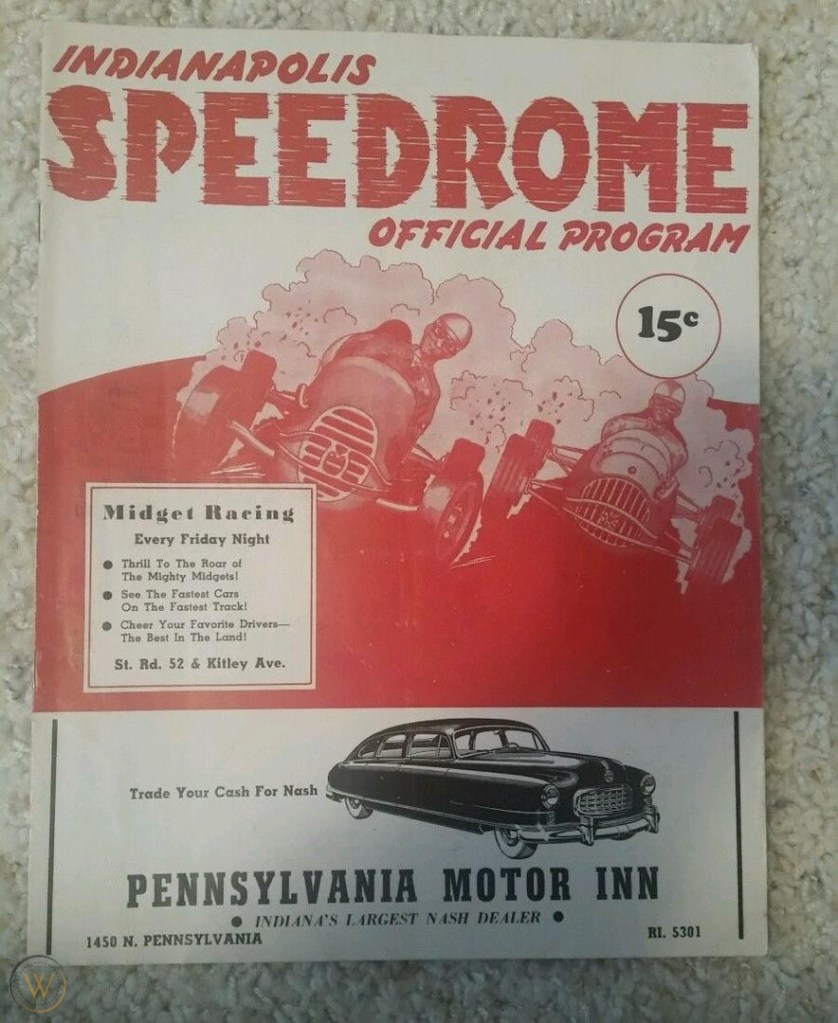 INDIANAPOLIS
SPEEDROME
OFFICIAL PROGRAM
15¢
Midget Racing
Every Friday Night
● Thrill To The Roar of
The Mighty Midgets!
● See The Fastest Cars
On The Fastest Track!
● Cheer Your Favorite Drivers—
The Best In The Land!
St. Rd. 52 & Kitley Ave.
Trade Your Cash For Nash
PENNSYLVANIA MOTOR INN
● INDIANA'S LARGEST NASH DEALER ●
1450 N. PENNSYLVANIA
RI. 5301
W